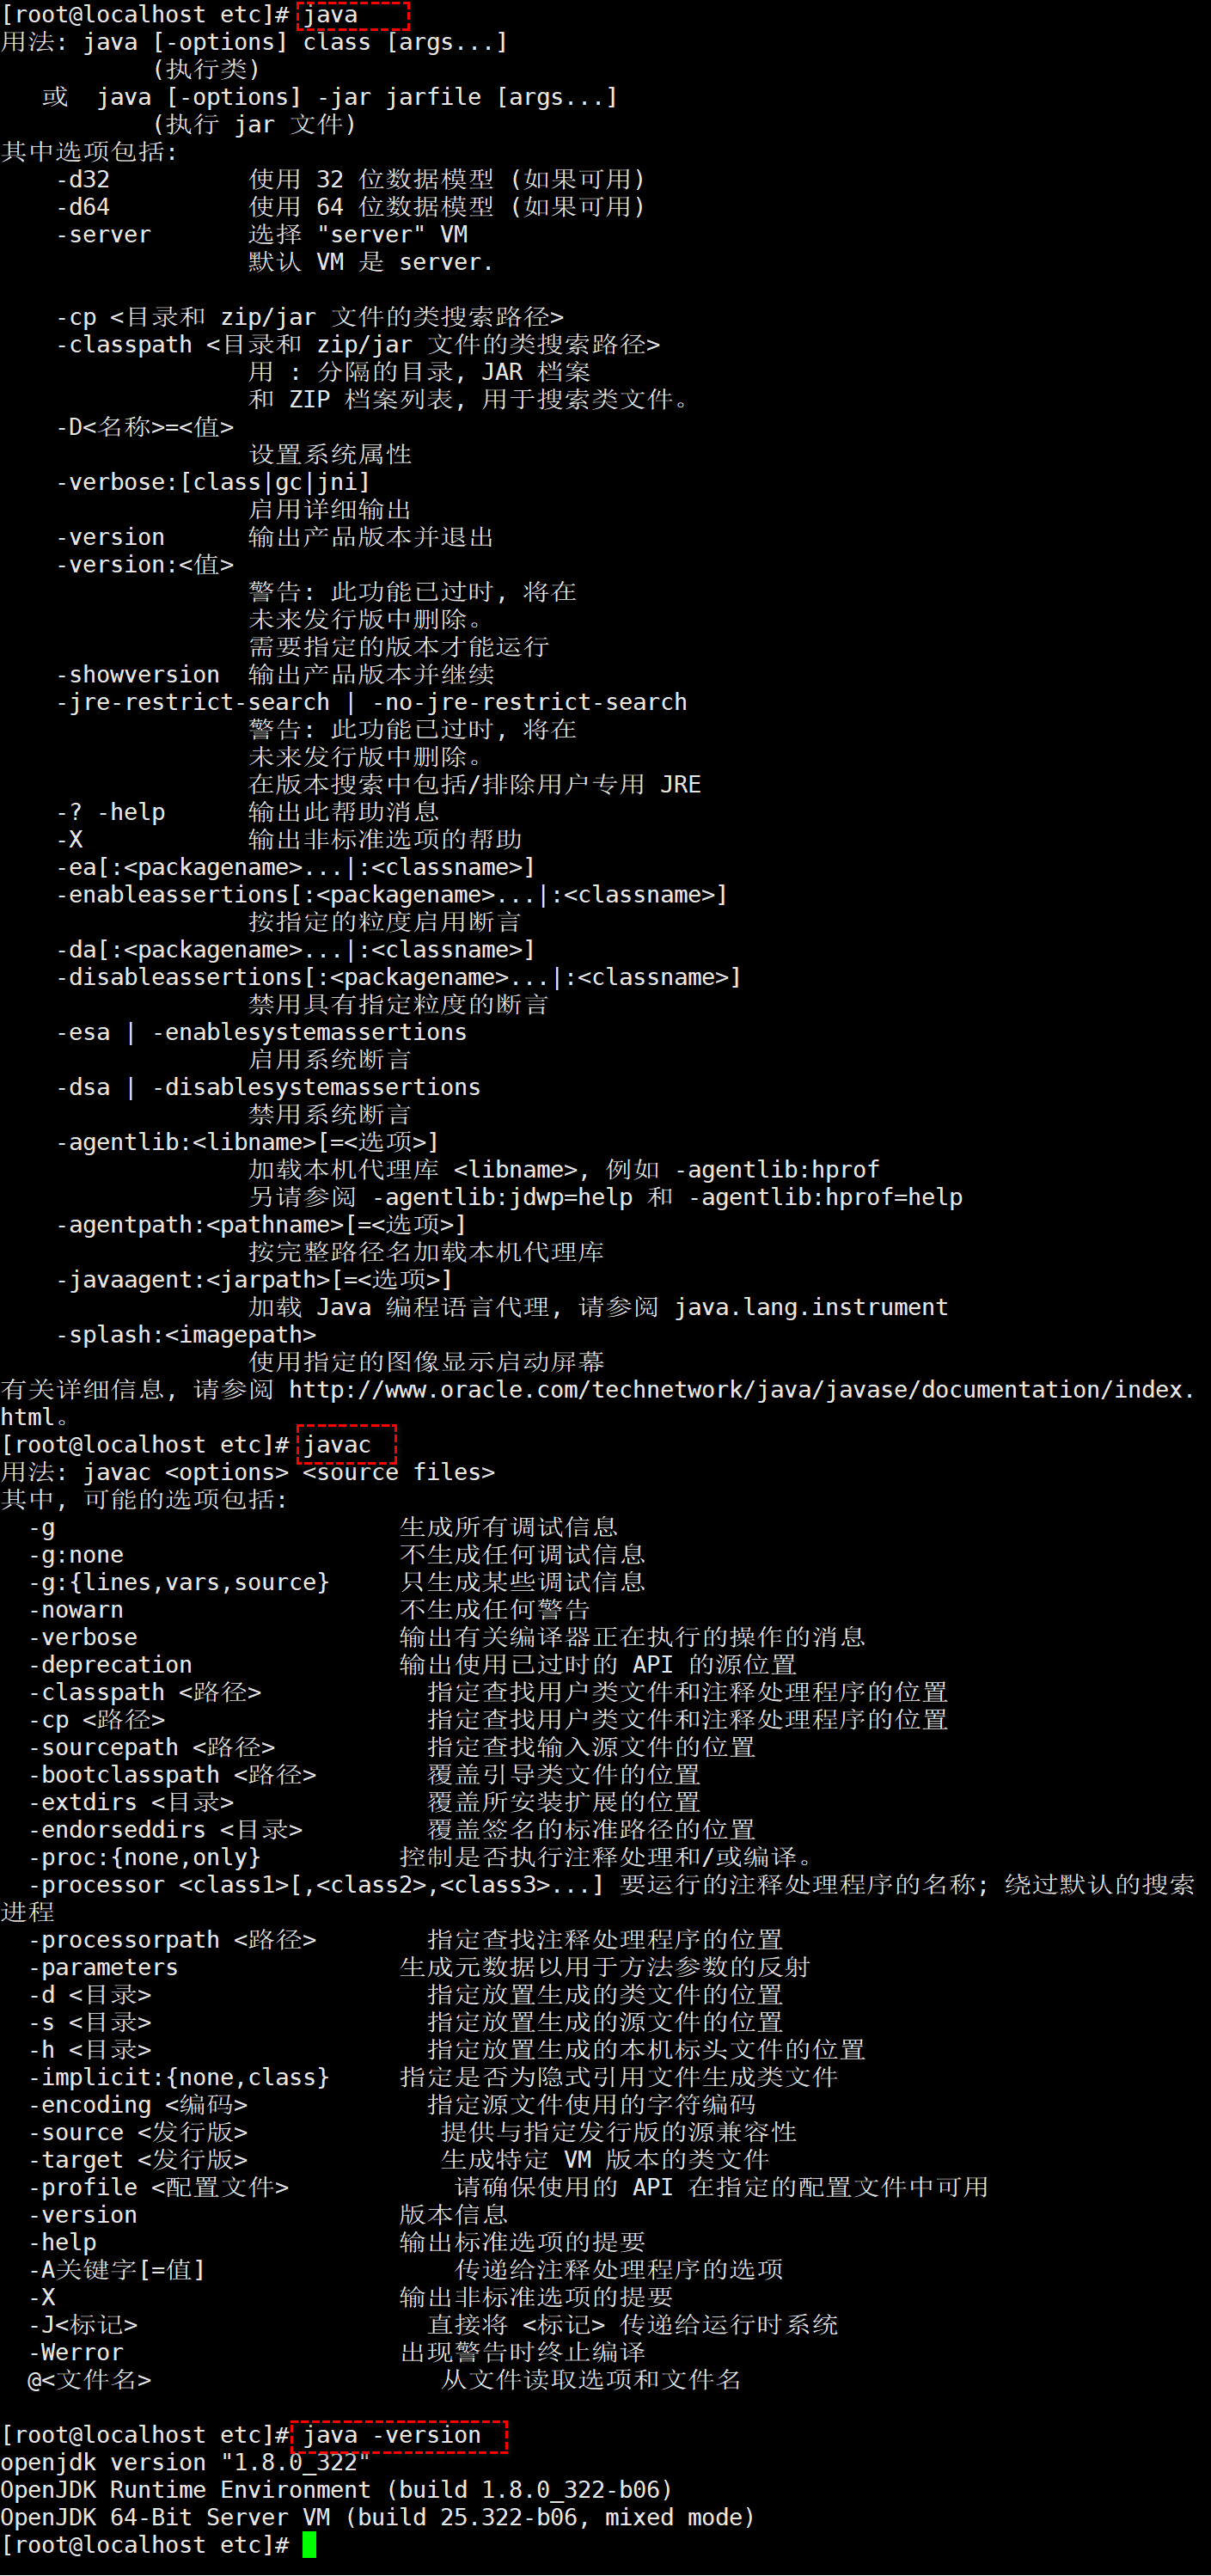 [root@localhost etc]# java
用法: java [-options] class [args...]
           (执行类)
   或  java [-options] -jar jarfile [args...]
           (执行 jar 文件)
其中选项包括:
    -d32          使用 32 位数据模型 (如果可用)
    -d64          使用 64 位数据模型 (如果可用)
    -server       选择 "server" VM
                  默认 VM 是 server.

    -cp <目录和 zip/jar 文件的类搜索路径>
    -classpath <目录和 zip/jar 文件的类搜索路径>
                  用 : 分隔的目录, JAR 档案
                  和 ZIP 档案列表, 用于搜索类文件。
    -D<名称>=<值>
                  设置系统属性
    -verbose:[class|gc|jni]
                  启用详细输出
    -version      输出产品版本并退出
    -version:<值>
                  警告: 此功能已过时, 将在
                  未来发行版中删除。
                  需要指定的版本才能运行
    -showversion  输出产品版本并继续
    -jre-restrict-search | -no-jre-restrict-search
                  警告: 此功能已过时, 将在
                  未来发行版中删除。
                  在版本搜索中包括/排除用户专用 JRE
    -? -help      输出此帮助消息
    -X            输出非标准选项的帮助
    -ea[:<packagename>...|:<classname>]
    -enableassertions[:<packagename>...|:<classname>]
                  按指定的粒度启用断言
    -da[:<packagename>...|:<classname>]
    -disableassertions[:<packagename>...|:<classname>]
                  禁用具有指定粒度的断言
    -esa | -enablesystemassertions
                  启用系统断言
    -dsa | -disablesystemassertions
                  禁用系统断言
    -agentlib:<libname>[=<选项>]
                  加载本机代理库 <libname>, 例如 -agentlib:hprof
                  另请参阅 -agentlib:jdwp=help 和 -agentlib:hprof=help
    -agentpath:<pathname>[=<选项>]
                  按完整路径名加载本机代理库
    -javaagent:<jarpath>[=<选项>]
                  加载 Java 编程语言代理, 请参阅 java.lang.instrument
    -splash:<imagepath>
                  使用指定的图像显示启动屏幕
有关详细信息, 请参阅 http://www.oracle.com/technetwork/java/javase/documentation/index.
html。
[root@localhost etc]# javac
用法: javac <options> <source files>
其中, 可能的选项包括:
  -g                         生成所有调试信息
  -g:none                    不生成任何调试信息
  -g:{lines,vars,source}     只生成某些调试信息
  -nowarn                    不生成任何警告
  -verbose                   输出有关编译器正在执行的操作的消息
  -deprecation               输出使用已过时的 API 的源位置
  -classpath <路径>            指定查找用户类文件和注释处理程序的位置
  -cp <路径>                   指定查找用户类文件和注释处理程序的位置
  -sourcepath <路径>           指定查找输入源文件的位置
  -bootclasspath <路径>        覆盖引导类文件的位置
  -extdirs <目录>              覆盖所安装扩展的位置
  -endorseddirs <目录>         覆盖签名的标准路径的位置
  -proc:{none,only}          控制是否执行注释处理和/或编译。
  -processor <class1>[,<class2>,<class3>...] 要运行的注释处理程序的名称; 绕过默认的搜索
进程
  -processorpath <路径>        指定查找注释处理程序的位置
  -parameters                生成元数据以用于方法参数的反射
  -d <目录>                    指定放置生成的类文件的位置
  -s <目录>                    指定放置生成的源文件的位置
  -h <目录>                    指定放置生成的本机标头文件的位置
  -implicit:{none,class}     指定是否为隐式引用文件生成类文件
  -encoding <编码>             指定源文件使用的字符编码
  -source <发行版>              提供与指定发行版的源兼容性
  -target <发行版>              生成特定 VM 版本的类文件
  -profile <配置文件>            请确保使用的 API 在指定的配置文件中可用
  -version                   版本信息
  -help                      输出标准选项的提要
  -A关键字[=值]                  传递给注释处理程序的选项
  -X                         输出非标准选项的提要
  -J<标记>                     直接将 <标记> 传递给运行时系统
  -Werror                    出现警告时终止编译
  @<文件名>                     从文件读取选项和文件名

[root@localhost etc]# java -version
openjdk version "1.8.0_322"
OpenJDK Runtime Environment (build 1.8.0_322-b06)
OpenJDK 64-Bit Server VM (build 25.322-b06, mixed mode)
[root@localhost etc]#